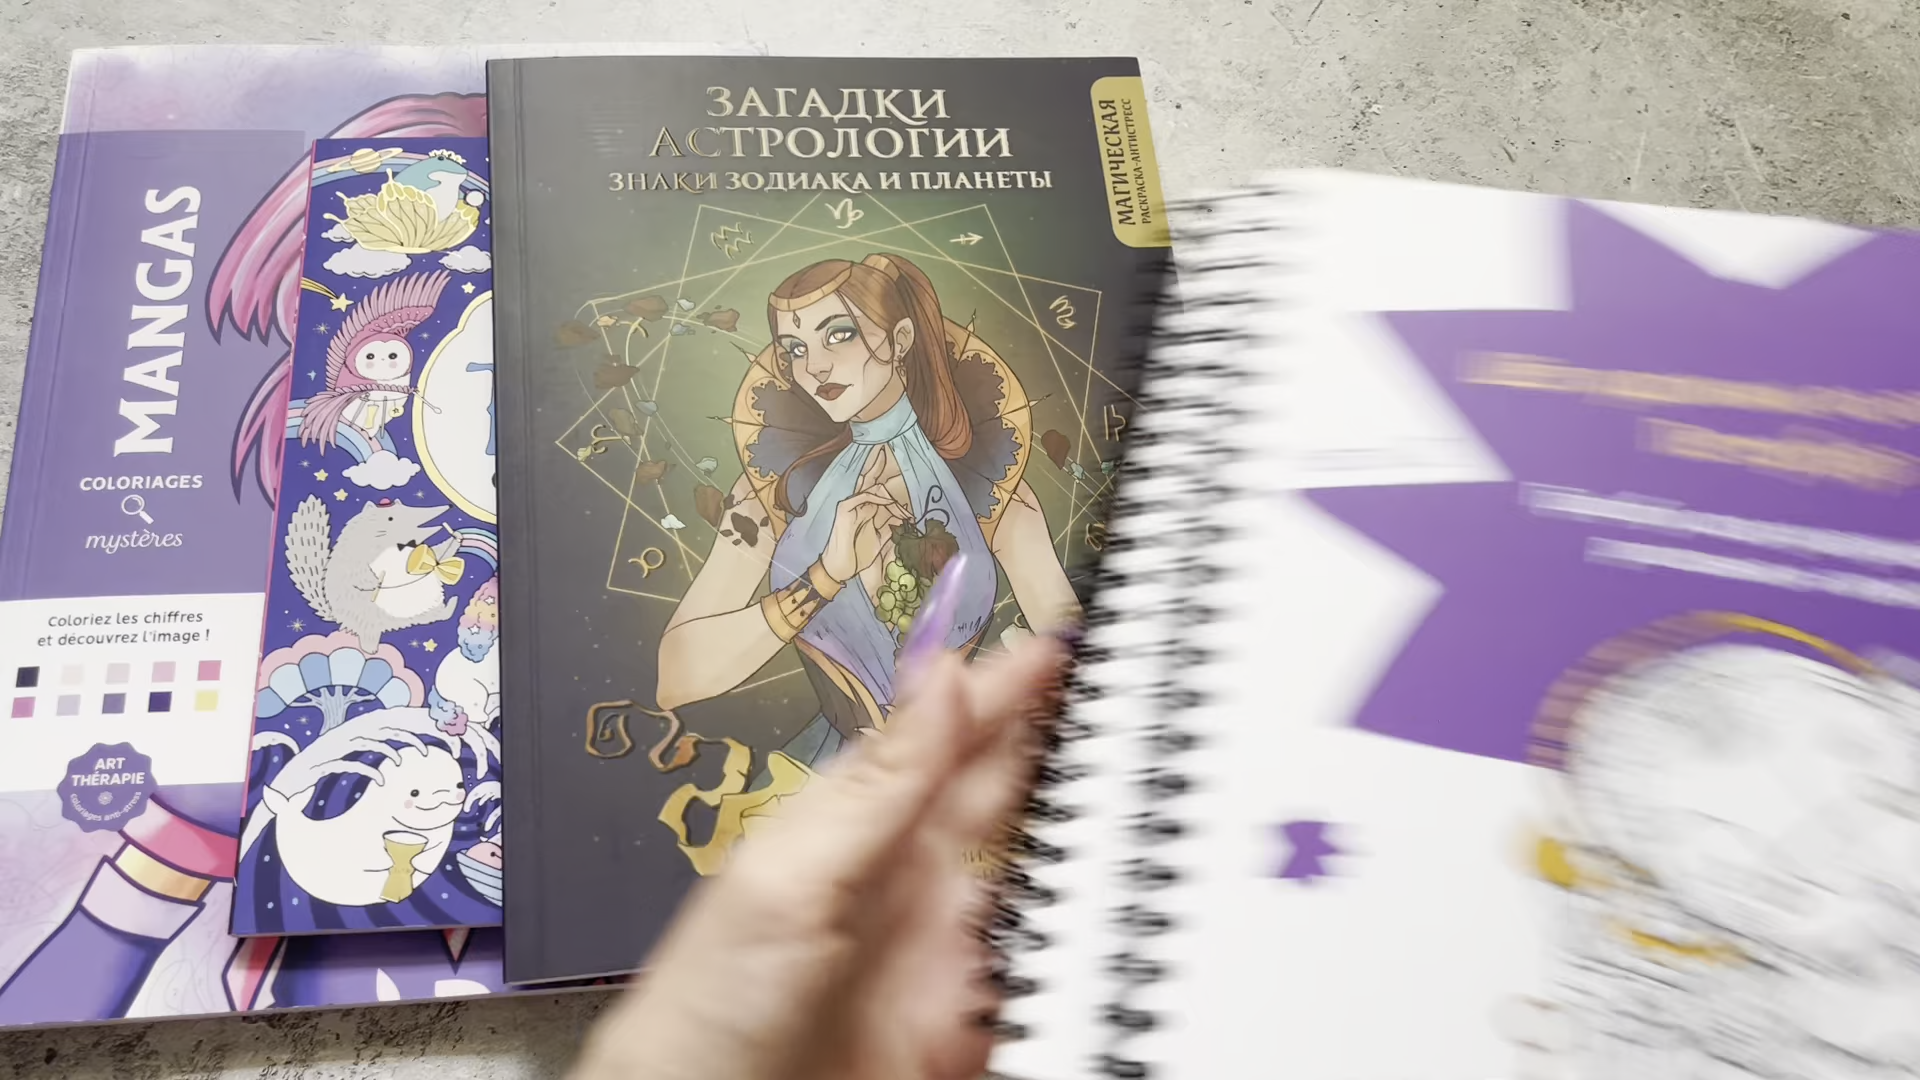 MANGAS
COLORIAGES
mystères
Coloriez les chiffres
et découvrez l'image !
ART
THÉRAPIE
coloriages anti-stress
ЗАГАДКИ
АСТРОЛОГИИ
ЗНАКИ ЗОДИАКА И ПЛАНЕТЫ
МАГИЧЕСКАЯ
РАСКРАСКА-АНТИСТРЕСС